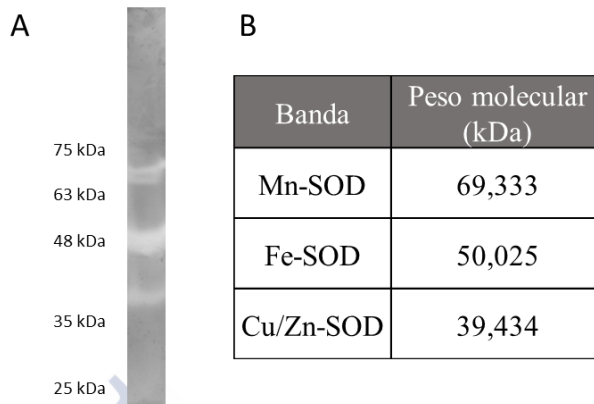 A
B
75 kDa
63 kDa
48 kDa
35 kDa
25 kDa
Banda
Peso molecular
(kDa)
Mn-SOD
69,333
Fe-SOD
50,025
Cu/Zn-SOD
39,434